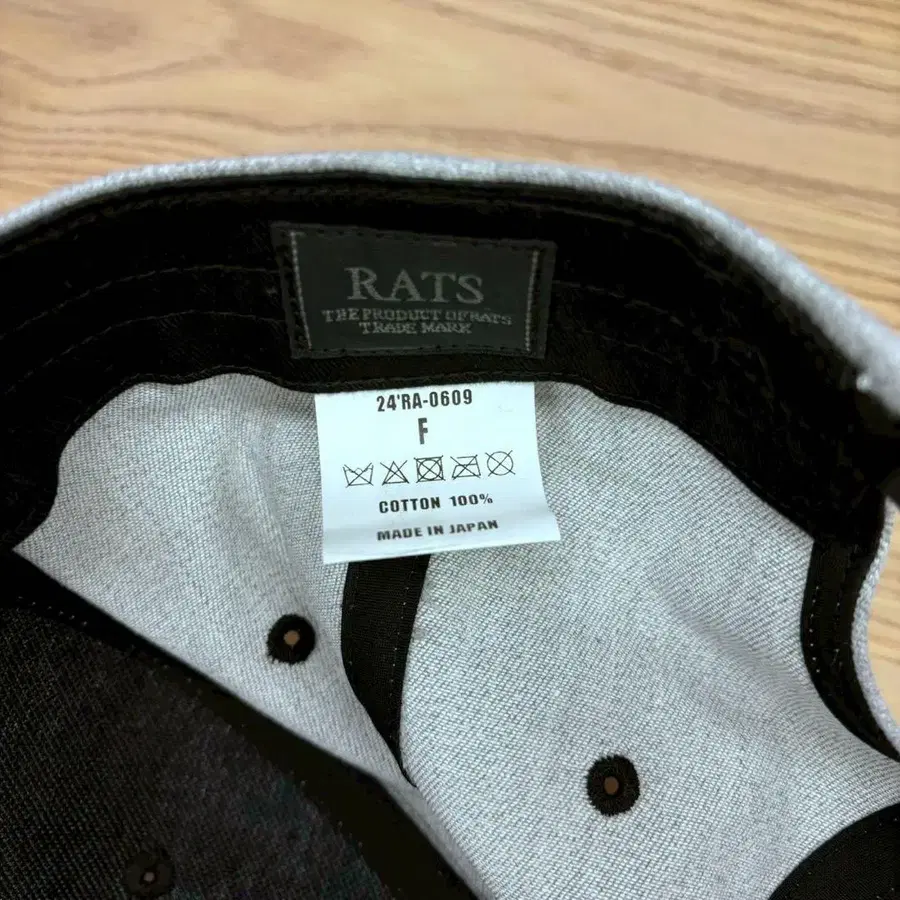 RATS
THE PRODUCT OF RATS
TRADE MARK
24'RA-0609
F
COTTON 100%
MADE IN JAPAN